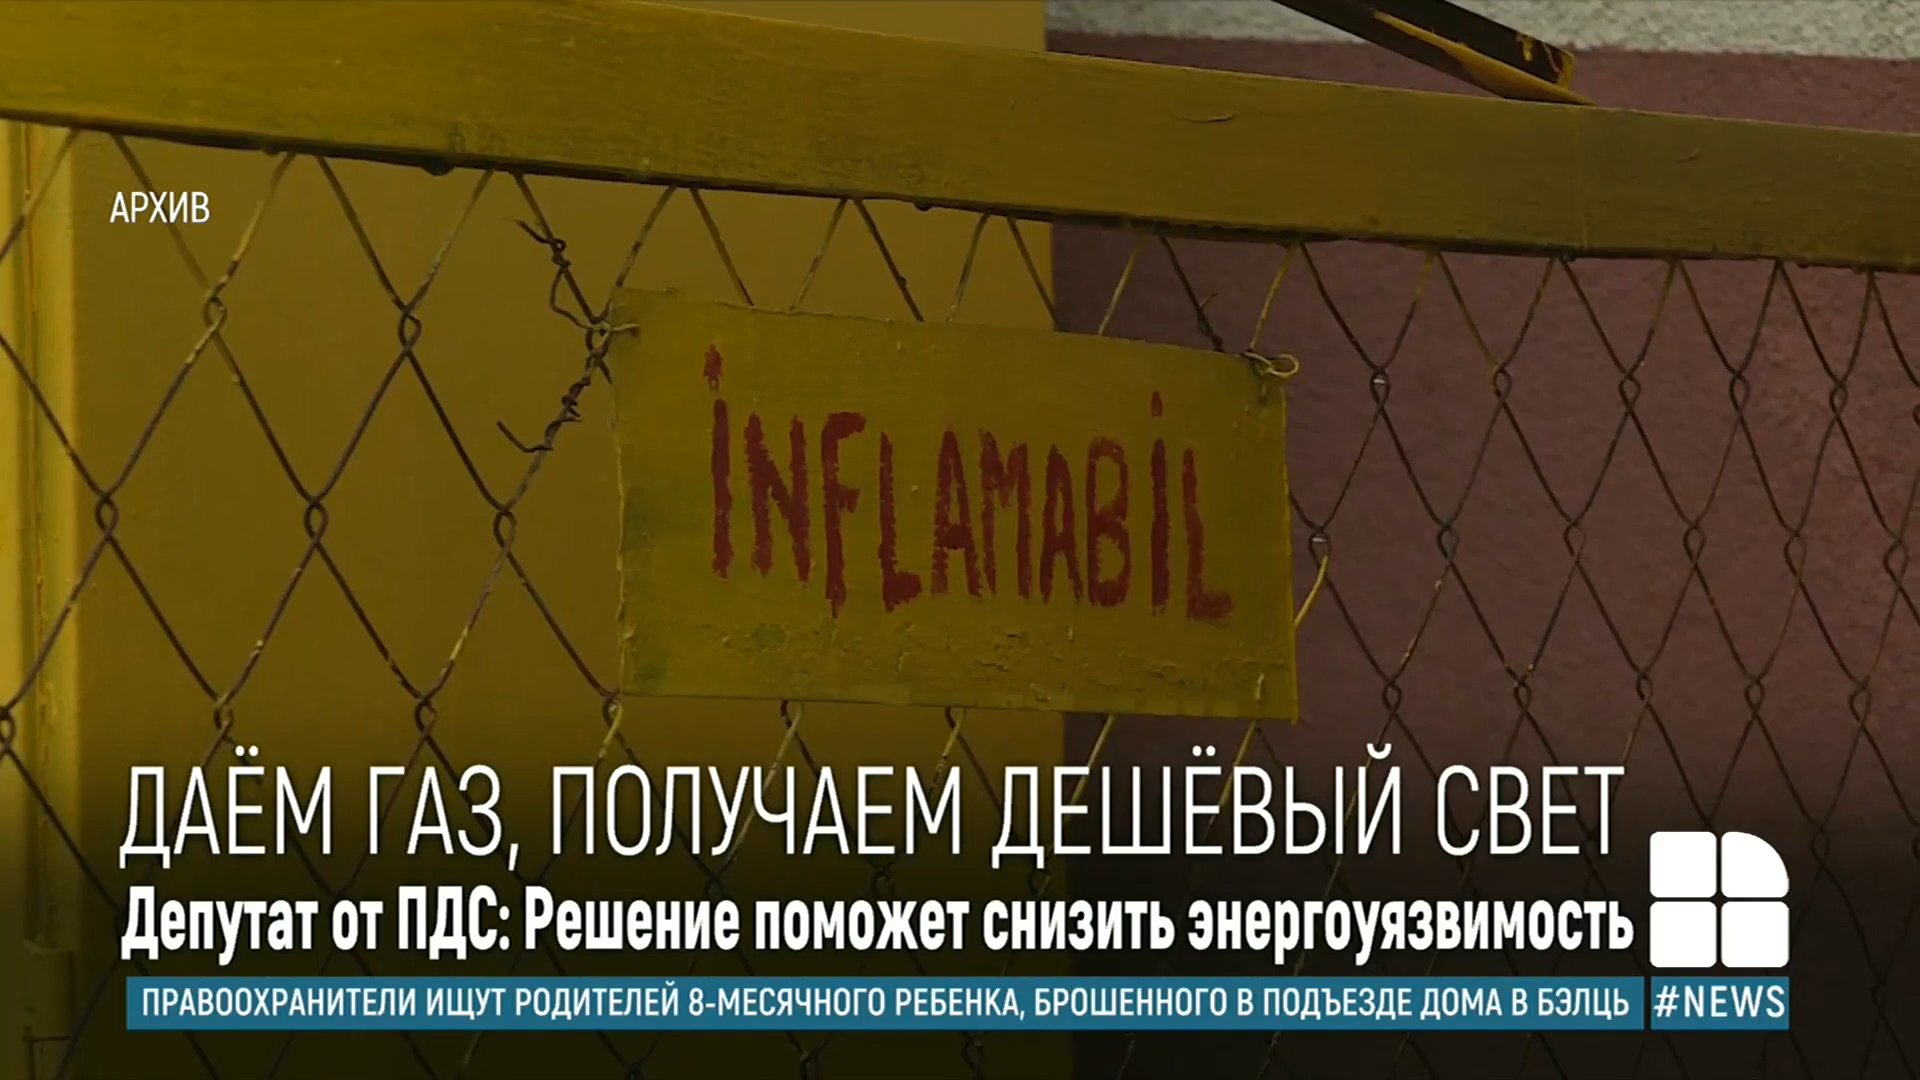 АРХИВ
İNFLAMABİL
ДАЁМ ГАЗ, ПОЛУЧАЕМ ДЕШЁВЫЙ СВЕТ
Депутат от ПДС: Решение поможет снизить энергоуязвимость
ПРАВООХРАНИТЕЛИ ИЩУТ РОДИТЕЛЕЙ 8-МЕСЯЧНОГО РЕБЕНКА, БРОШЕННОГО В ПОДЪЕЗДЕ ДОМА В БЭЛЦЬ
#NEWS